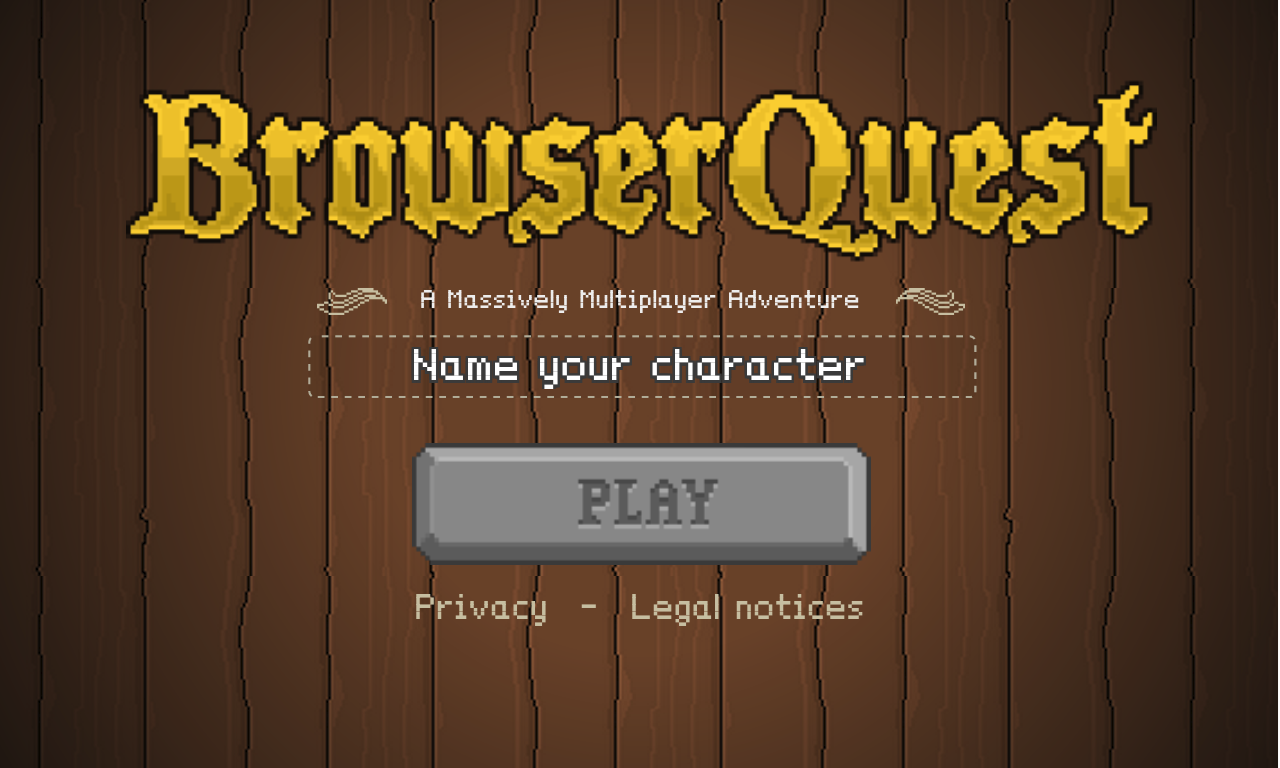 BrowserQuest
A Massively Multiplayer Adventure
Name your character
PLAY
Privacy - Legal notices